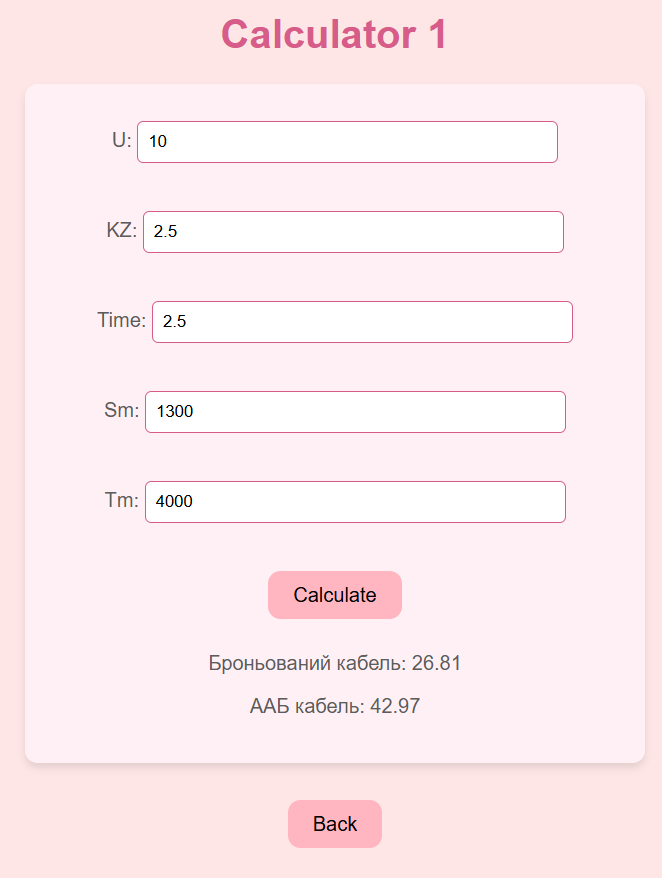 Calculator 1
U: 10
KZ: 2.5
Time: 2.5
Sm: 1300
Tm: 4000
Calculate
Броньований кабель: 26.81
ААБ кабель: 42.97
Back